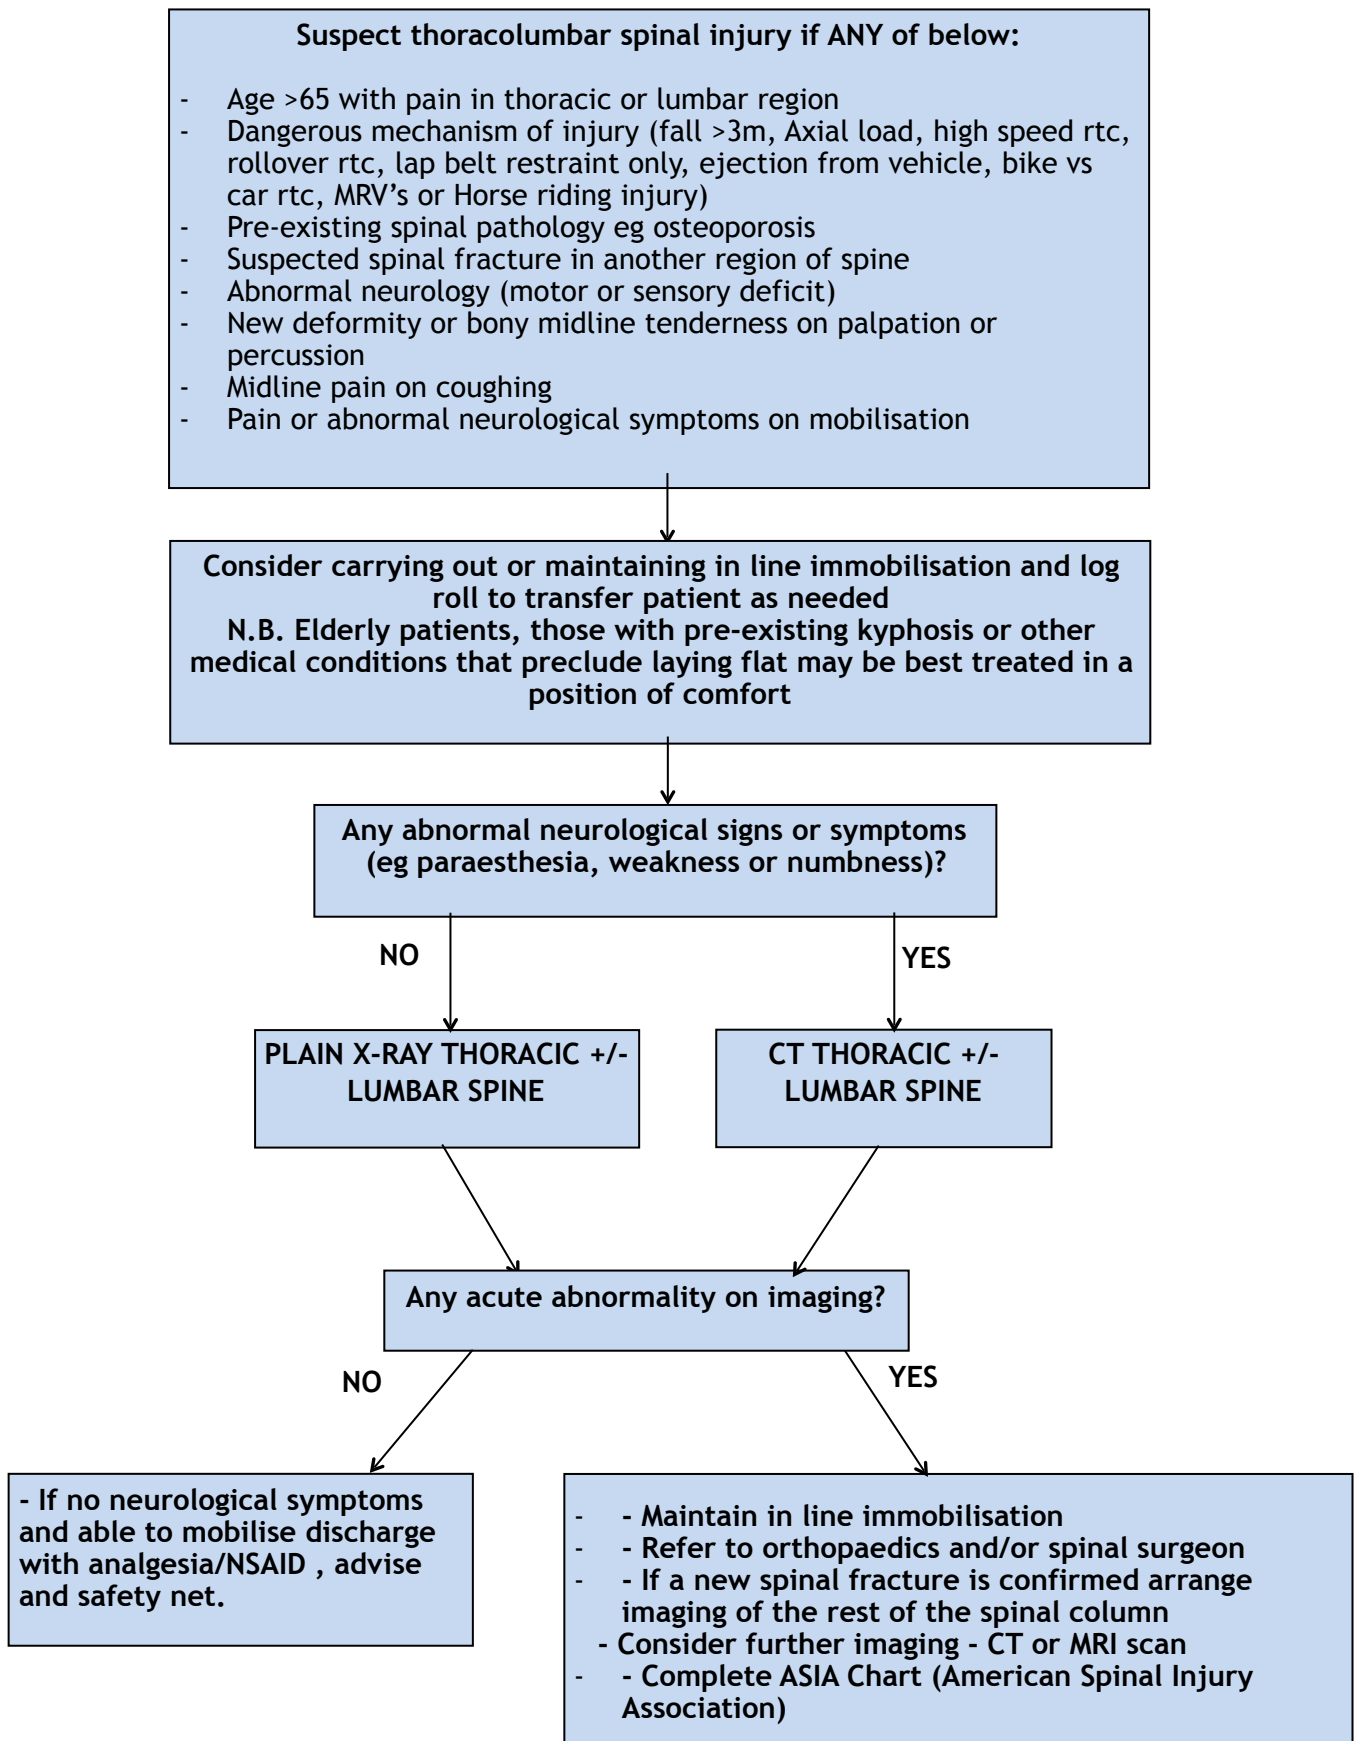 Suspect thoracolumbar spinal injury if ANY of below:
- Age >65 with pain in thoracic or lumbar region
- Dangerous mechanism of injury (fall >3m, Axial load, high speed rtc,
rollover rtc, lap belt restraint only, ejection from vehicle, bike vs
car rtc, MRV’s or Horse riding injury)
- Pre-existing spinal pathology eg osteoporosis
- Suspected spinal fracture in another region of spine
- Abnormal neurology (motor or sensory deficit)
- New deformity or bony midline tenderness on palpation or
percussion
- Midline pain on coughing
- Pain or abnormal neurological symptoms on mobilisation
Consider carrying out or maintaining in line immobilisation and log
roll to transfer patient as needed
N.B. Elderly patients, those with pre-existing kyphosis or other
medical conditions that preclude laying flat may be best treated in a
position of comfort
Any abnormal neurological signs or symptoms
(eg paraesthesia, weakness or numbness)?
NO
YES
PLAIN X-RAY THORACIC +/-
LUMBAR SPINE
CT THORACIC +/-
LUMBAR SPINE
Any acute abnormality on imaging?
NO
YES
- If no neurological symptoms
and able to mobilise discharge
with analgesia/NSAID , advise
and safety net.
- - Maintain in line immobilisation
- - Refer to orthopaedics and/or spinal surgeon
- - If a new spinal fracture is confirmed arrange
imaging of the rest of the spinal column
- Consider further imaging - CT or MRI scan
- - Complete ASIA Chart (American Spinal Injury
Association)